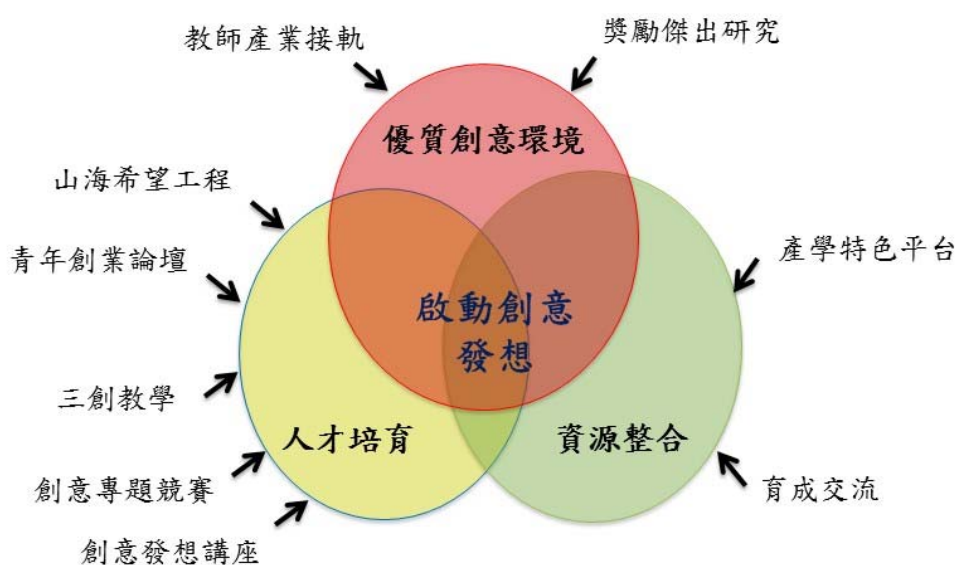 教師產業接軌
獎勵傑出研究
優質創意環境
山海希望工程
青年創業論壇
產學特色平台
啟動創意
發想
三創教學
人才培育
資源整合
創意專題競賽
育成交流
創意發想講座